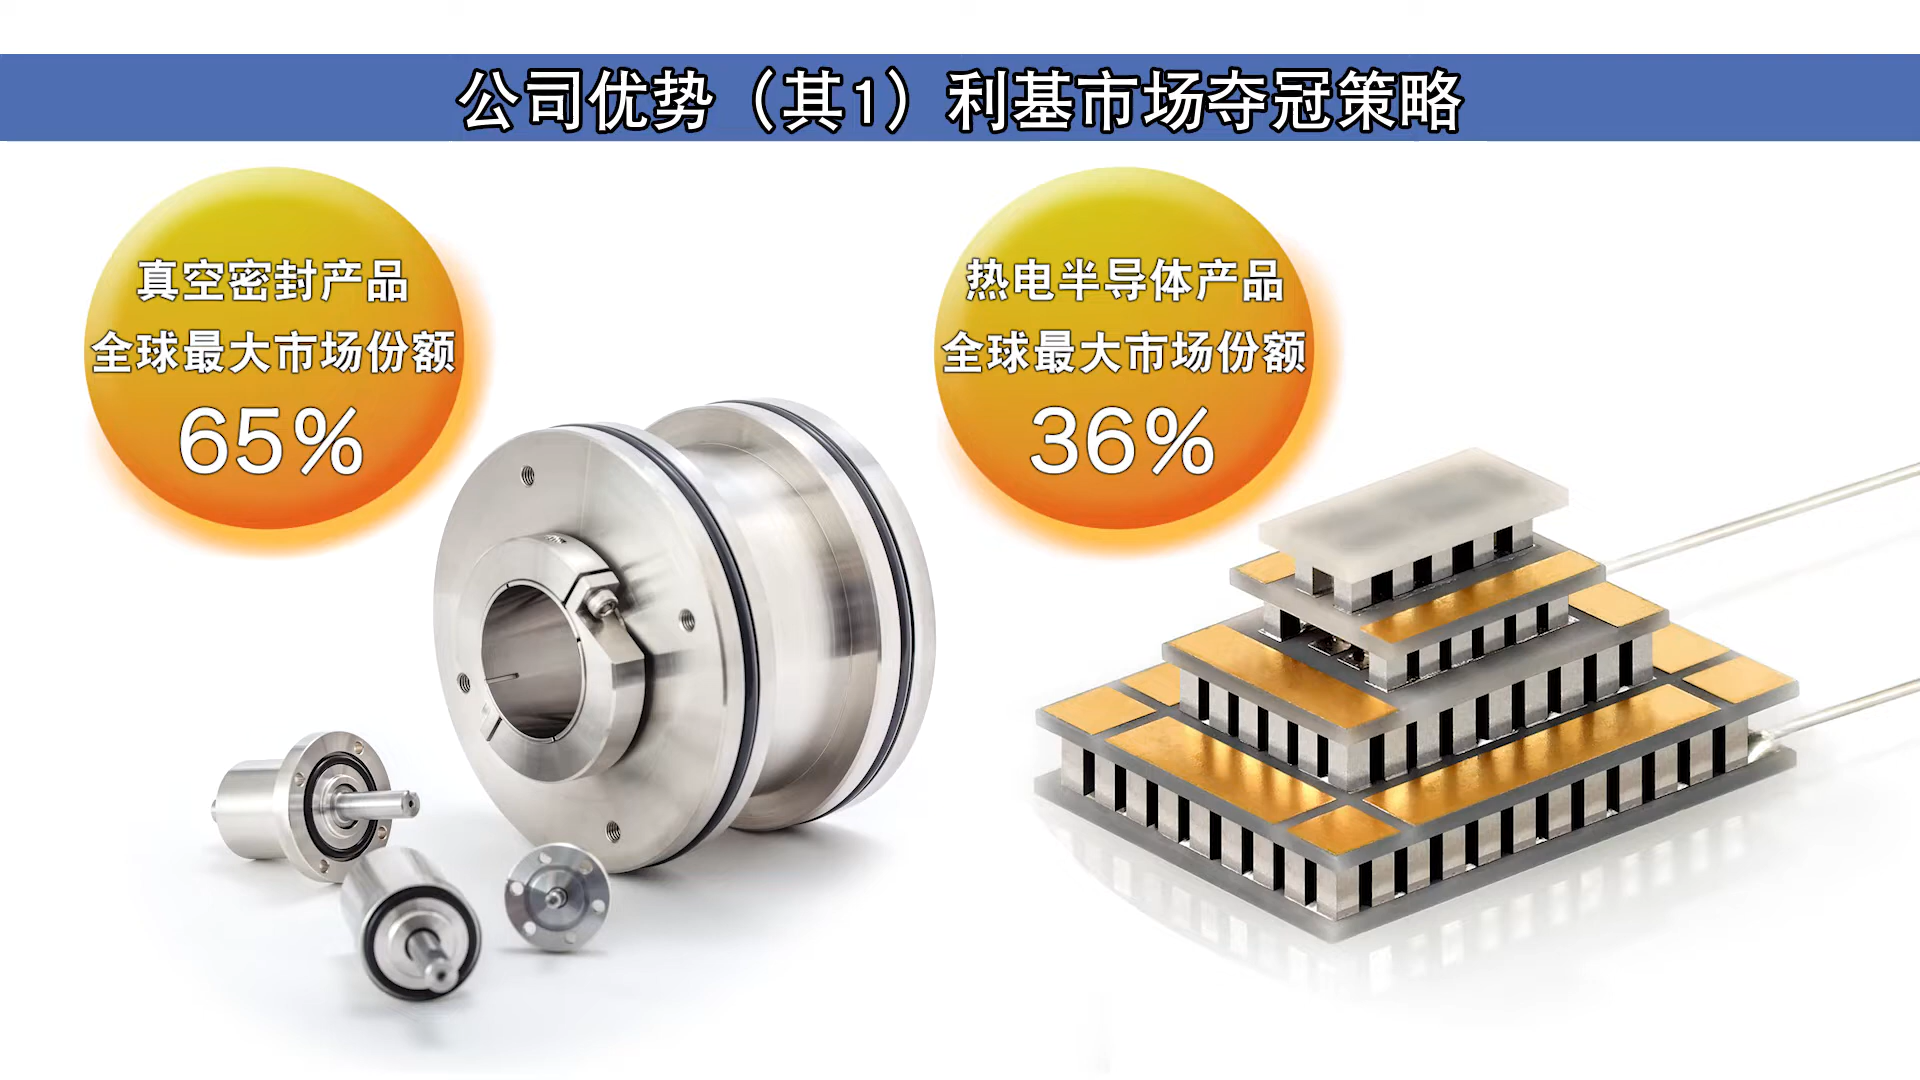 公司优势（其1）利基市场夺冠策略
真空密封产品
全球最大市场份额
65%
热电半导体产品
全球最大市场份额
36%